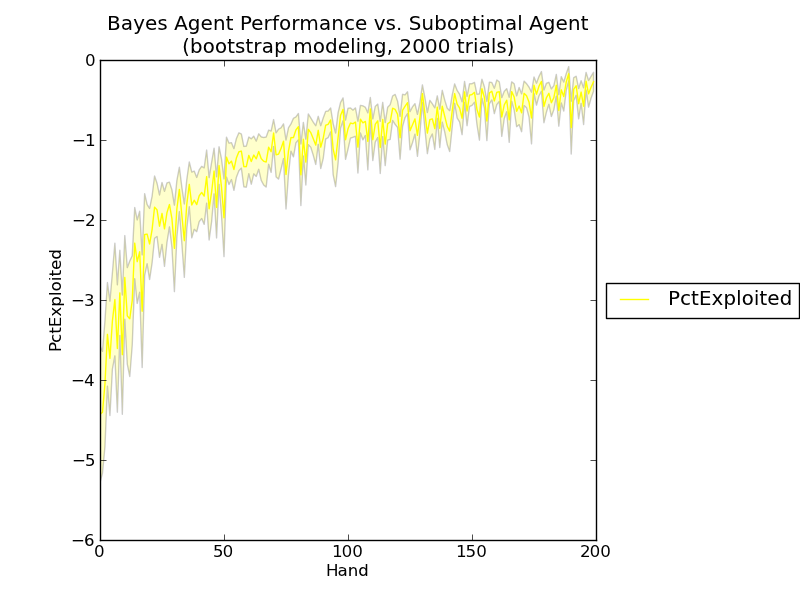 Bayes Agent Performance vs. Suboptimal Agent
(bootstrap modeling, 2000 trials)
0
−1
−2
−3
−4
−5
−6
PctExploited
0 50 100 150 200
Hand
PctExploited